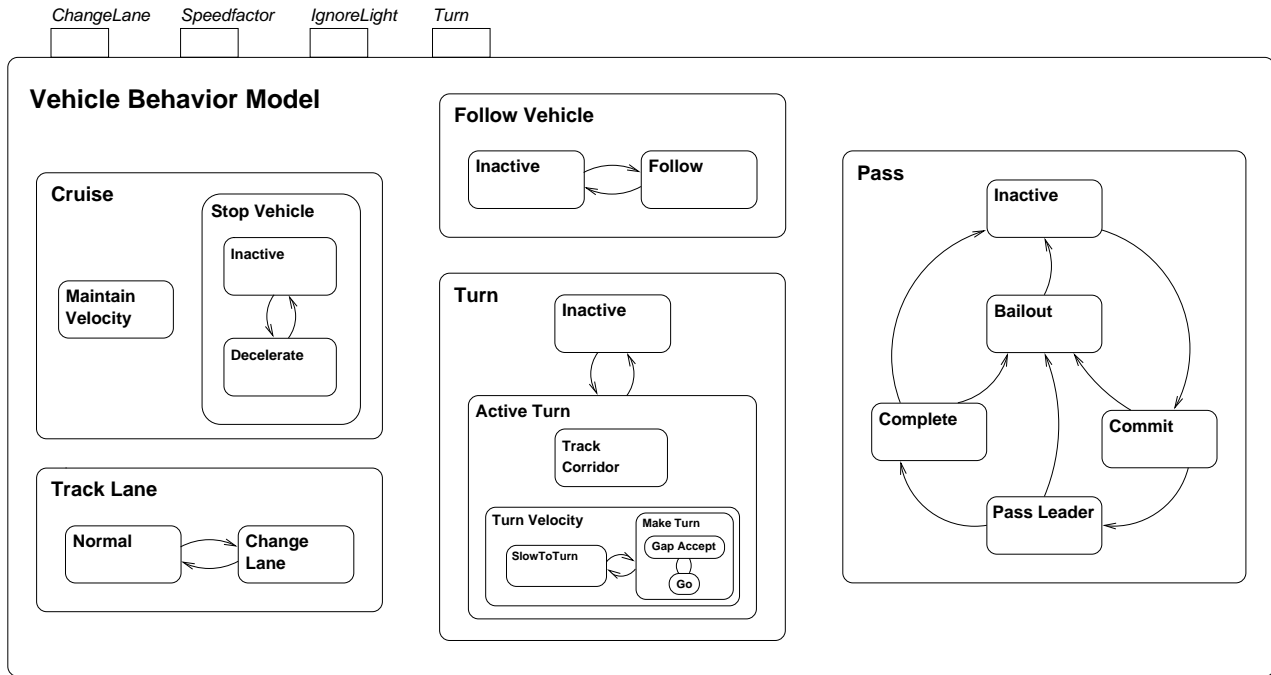 ChangeLane
Speedfactor
IgnoreLight
Turn
Vehicle Behavior Model
Cruise
Maintain
Velocity
Stop Vehicle
Inactive
Decelerate
Track Lane
Normal
Change
Lane
Follow Vehicle
Inactive
Follow
Turn
Inactive
Active Turn
Track
Corridor
Turn Velocity
SlowToTurn
Make Turn
Gap Accept
Go
Pass
Inactive
Bailout
Complete
Commit
Pass Leader